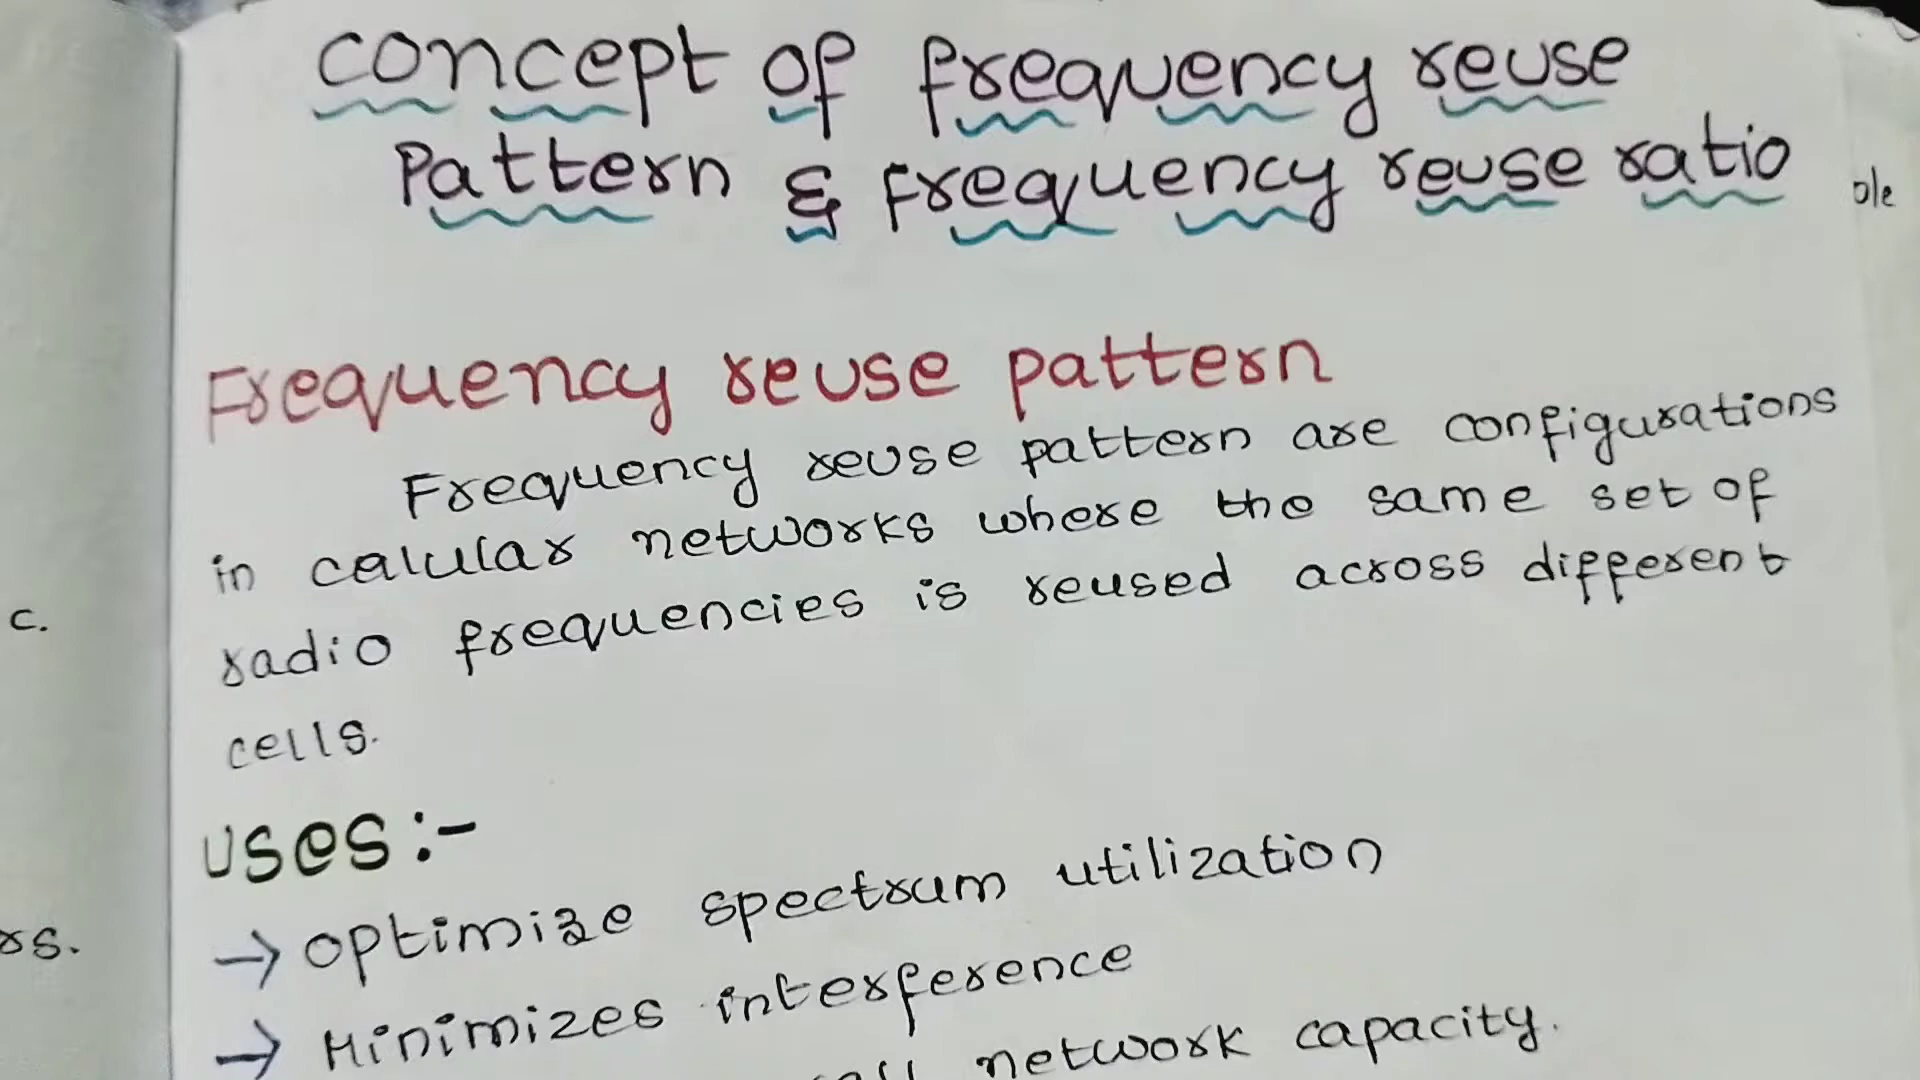 concept of frequency reuse
Pattern & Frequency reuse ratio
ole
Frequency reuse pattern
Frequency reuse pattern are configurations
in calular networks where the same set of
radio frequencies is reused across different
cells.
c.
uses:-
→ optimize spectrum utilization
rs.
→ Minimizes interference
network capacity.